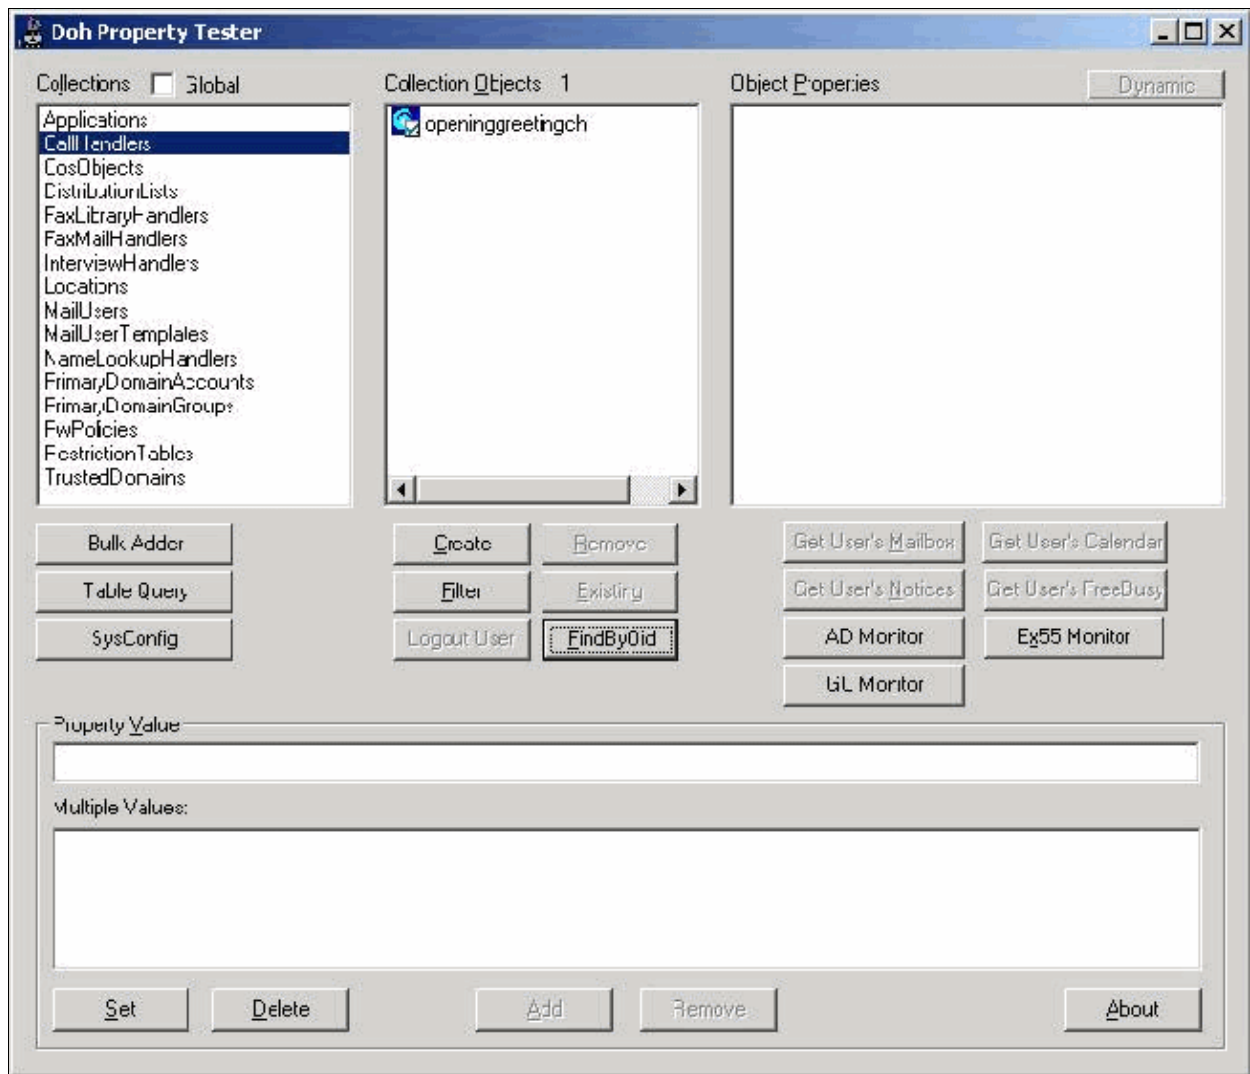 Doh Property Tester
Collections Global
Collection Objects 1
Object Properties
Dynamic
Applications
CallHandlers
CosObjects
DistributionLists
FaxLibraryHandlers
FaxMailHandlers
InterviewHandlers
Locations
MailUsers
MailUserTemplates
NameLookupHandlers
PrimaryDomainAccounts
PrimaryDomainGroups
PwPolicies
RestrictionTables
TrustedDomains
openinggreetingch
Bulk Adder
Create
Remove
Get User's Mailbox
Get User's Calendar
Table Query
Filter
Existing
Get User's Notices
Get User's FreeBusy
SysConfig
Logout User
FindByOid
AD Monitor
Ex55 Monitor
GC Monitor
Property Value
Multiple Values:
Set
Delete
Add
Remove
About